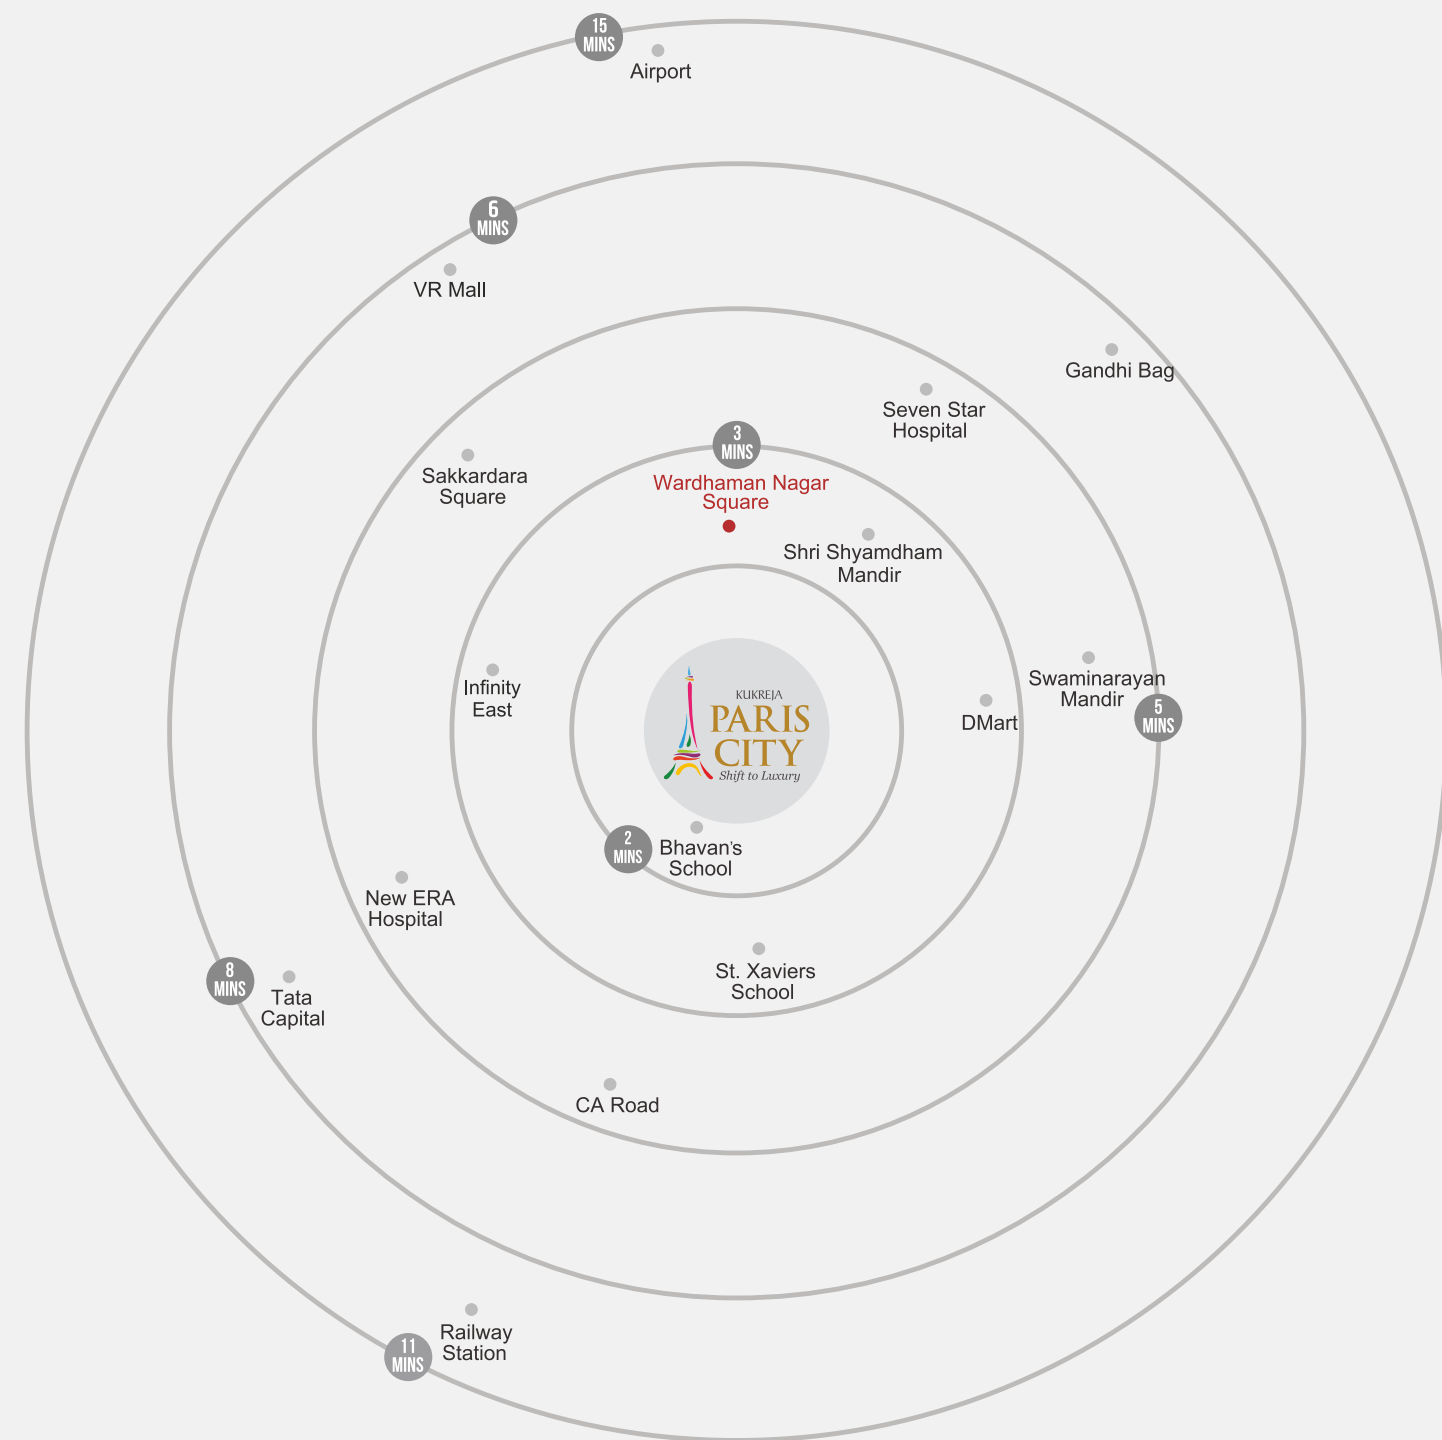 15
MINS
Airport
6
MINS
VR Mall
Gandhi Bag
Seven Star
Hospital
3
MINS
Sakkardara
Square
Wardhaman Nagar
Square
Shri Shyamdham
Mandir
Infinity
East
KUKREJA
PARIS
CITY
Shift to Luxury
DMart
Swaminarayan
Mandir
5
MINS
2
MINS
Bhavan's
School
New ERA
Hospital
St. Xaviers
School
8
MINS
Tata
Capital
CA Road
Railway
Station
11
MINS